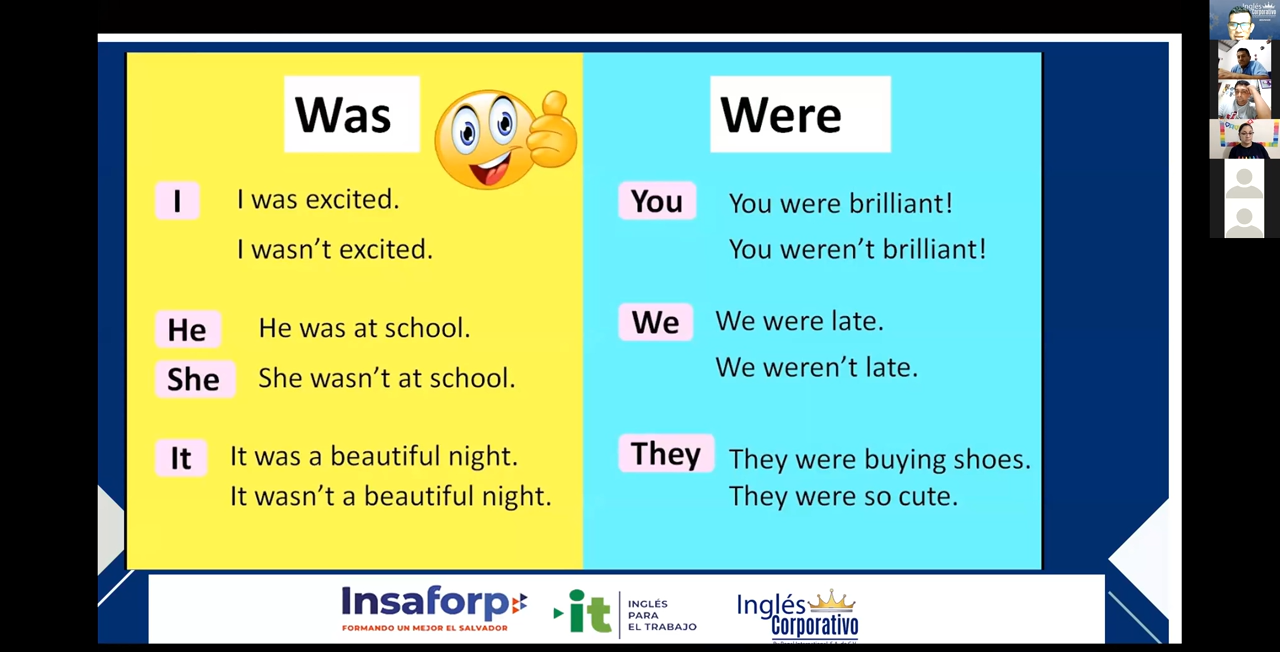 Was
I
I was excited.
I wasn’t excited.
He
He was at school.
She
She wasn’t at school.
It
It was a beautiful night.
It wasn’t a beautiful night.
Were
You
You were brilliant!
You weren’t brilliant!
We
We were late.
We weren’t late.
They
They were buying shoes.
They were so cute.
Insaforp
FORMANDO UN MEJOR EL SALVADOR
it
INGLÉS
PARA
EL TRABAJO
Inglés
Corporativo
Inglés
Corporativo